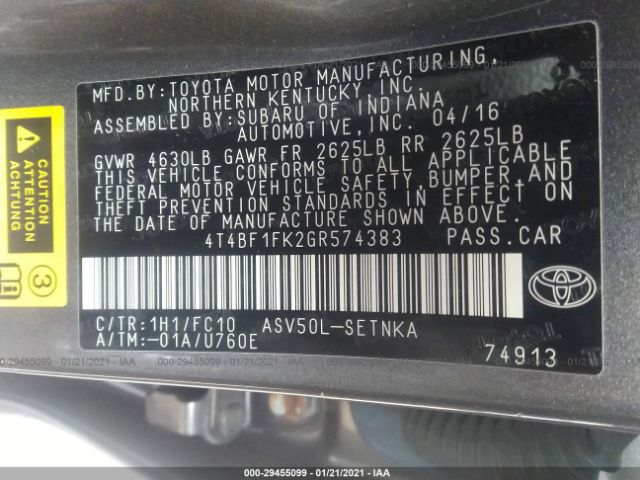 MFD.BY:TOYOTA MOTOR MANUFACTURING,
NORTHERN KENTUCKY, INC.
ASSEMBLED BY:SUBARU OF INDIANA
AUTOMOTIVE,INC. 04/16
GVWR 4630LB GAWR FR 2625LB RR 2625LB
THIS VEHICLE CONFORMS TO ALL APPLICABLE
FEDERAL MOTOR VEHICLE SAFETY,BUMPER,AND
THEFT PREVENTION STANDARDS IN EFFECT ON
THE DATE OF MANUFACTURE SHOWN ABOVE.
4T4BF1FK2GR574383 PASS.CAR
C/TR:1H1/FC10 ASV50L-SETNKA
A/TM:-01A/U760E
74913
TOYOTA
ATTENTION
CAUTION
ACHTUNG
3
000-29455099 01/21/2021 IAA
000-29455099 - 01/21/2021 - IAA